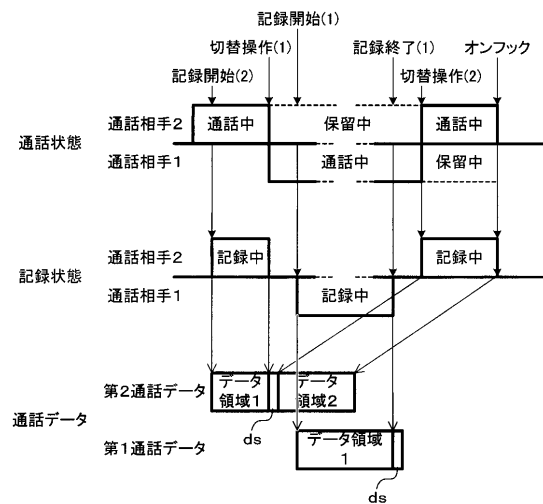 記録開始(1)
切替操作(1)
記録終了(1)
オンフック
記録開始(2)
切替操作(2)
通話状態
通話相手2
通話中
保留中
通話中
通話相手1
通話中
保留中
記録状態
通話相手2
記録中
記録中
通話相手1
記録中
通話データ
第2通話データ
データ
領域1
データ
領域2
ds
第1通話データ
データ領域
1
ds